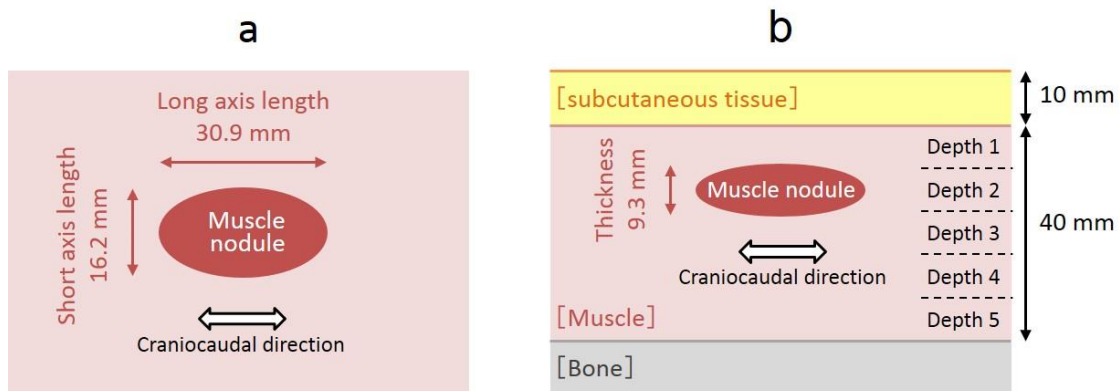 a
Long axis length
30.9 mm
Short axis length
16.2 mm
Muscle
nodule
Craniocaudal direction
b
[subcutaneous tissue]
10 mm
Thickness
9.3 mm
Muscle nodule
Craniocaudal direction
Depth 1
Depth 2
Depth 3
Depth 4
Depth 5
40 mm
[Muscle]
[Bone]